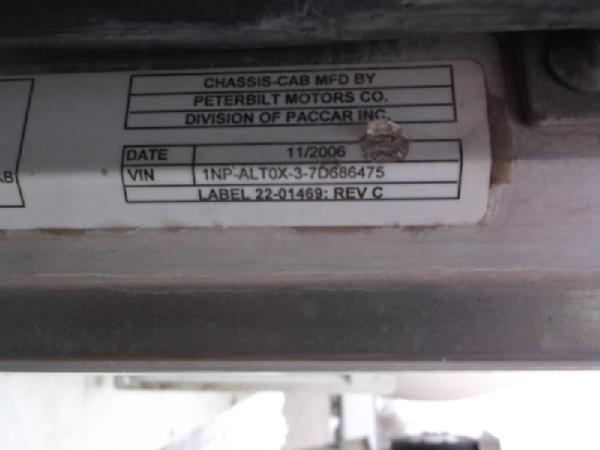 CHASSIS-CAB MFD BY
PETERBILT MOTORS CO.
DIVISION OF PACCAR INC.
DATE 11/2006
VIN 1NP-ALT0X-3-7D686475
LABEL 22-01469: REV C
AB